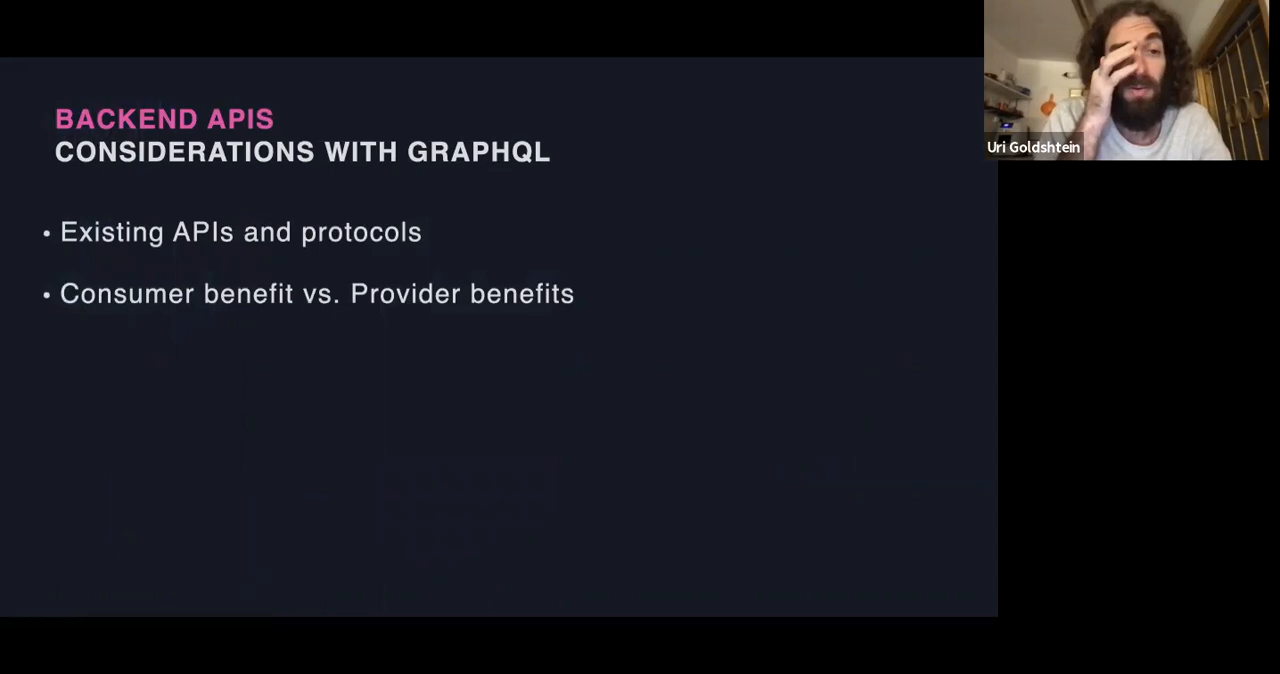 BACKEND APIS
CONSIDERATIONS WITH GRAPHQL
• Existing APIs and protocols
• Consumer benefit vs. Provider benefits
Uri Goldshtein